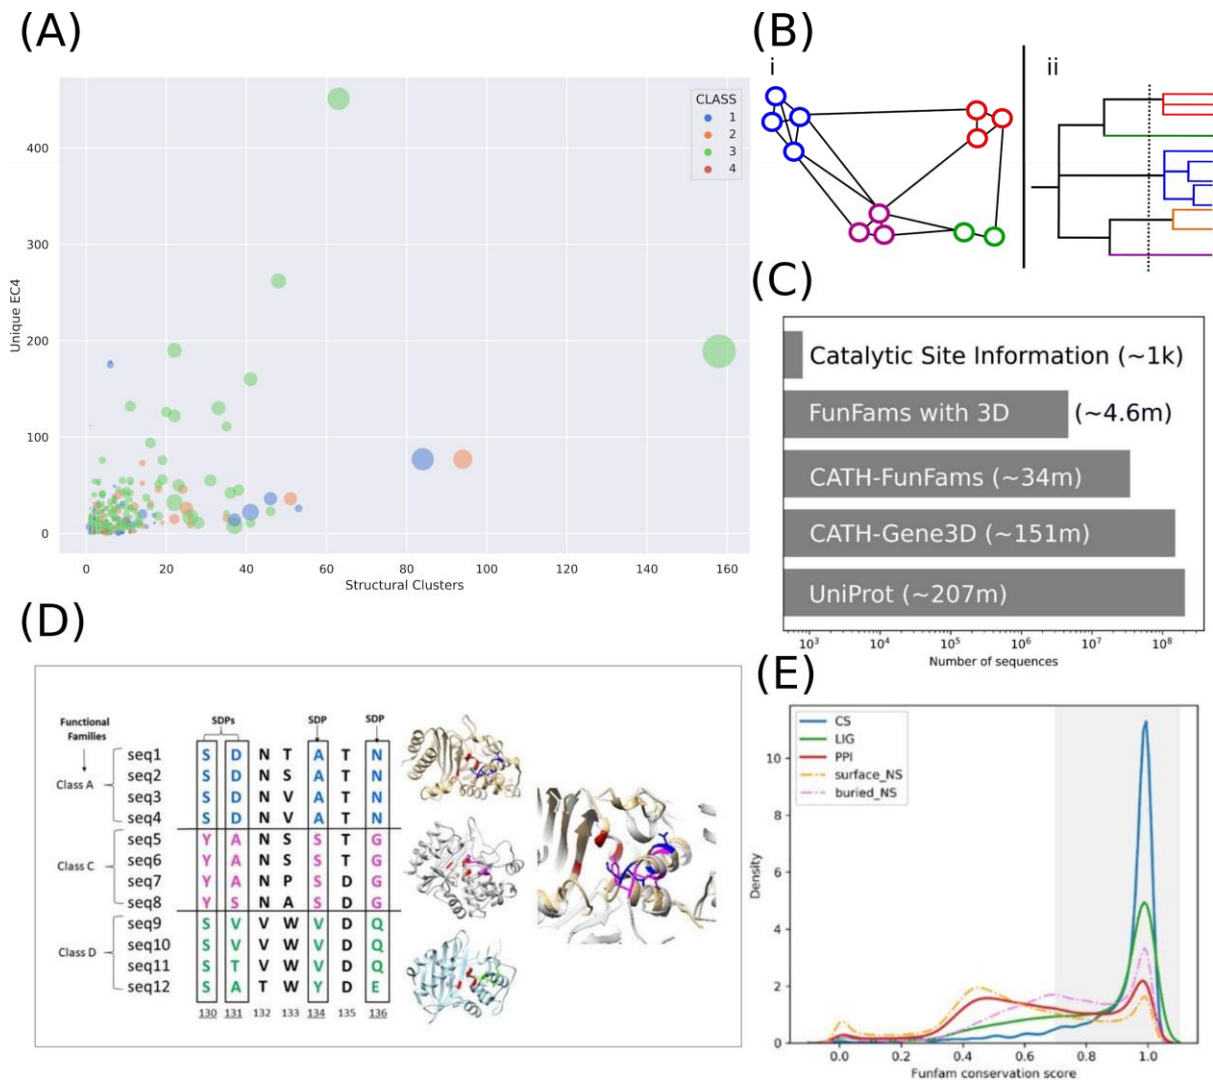 (A)
CLASS
1
2
3
4
400
300
200
100
0
Unique EC4
0 20 40 60 80 100 120 140 160
Structural Clusters
(B)
i
ii
(C)
Catalytic Site Information (~1k)
FunFams with 3D (~4.6m)
CATH-FunFams (~34m)
CATH-Gene3D (~151m)
UniProt (~207m)
10³ 10⁴ 10⁵ 10⁶ 10⁷ 10⁸
Number of sequences
(D)
Functional
Families
SDPs SDP SDP
Class A
seq1 S D N T A T N
seq2 S D N S A T N
seq3 S D N V A T N
seq4 S D N V A T N
Class C
seq5 Y A N S S T G
seq6 Y A N S S T G
seq7 Y A N P S D G
seq8 Y S N A S D G
Class D
seq9 S V V W V D Q
seq10 S V V W V D Q
seq11 S T V W V D Q
seq12 S A T W Y D E
130 131 132 133 134 135 136
(E)
CS
LIG
PPI
surface_NS
buried_NS
10
8
6
4
2
0
Density
0.0 0.2 0.4 0.6 0.8 1.0
Funfam conservation score